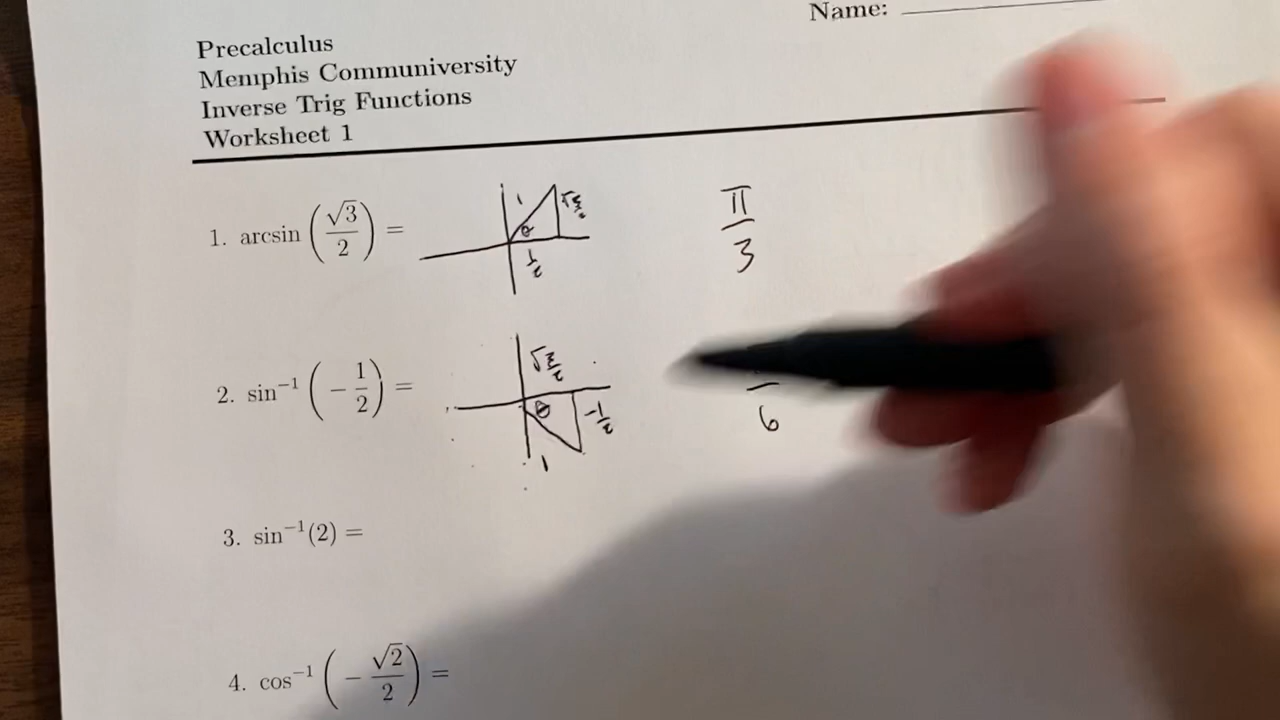 Name:
Precalculus
Memphis Communiversity
Inverse Trig Functions
Worksheet 1
1. arcsin (√3/2) = 1 θ √3/2 1/2 π/3
2. sin⁻¹ (-1/2) = √3/2 θ -1/2 1 /6
3. sin⁻¹(2) =
4. cos⁻¹ (-√2/2) =